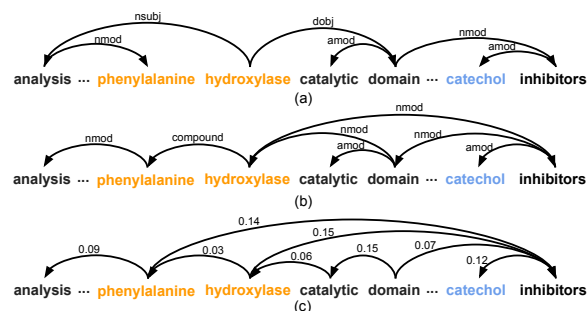 nsubj dobj
nmod amod nmod amod
analysis ... phenylalanine hydroxylase catalytic domain ... catechol inhibitors
(a)
nmod
nmod compound nmod amod nmod amod
analysis ... phenylalanine hydroxylase catalytic domain ... catechol inhibitors
(b)
0.14
0.15
0.09 0.03 0.06 0.15 0.07 0.12
analysis ... phenylalanine hydroxylase catalytic domain ... catechol inhibitors
(c)